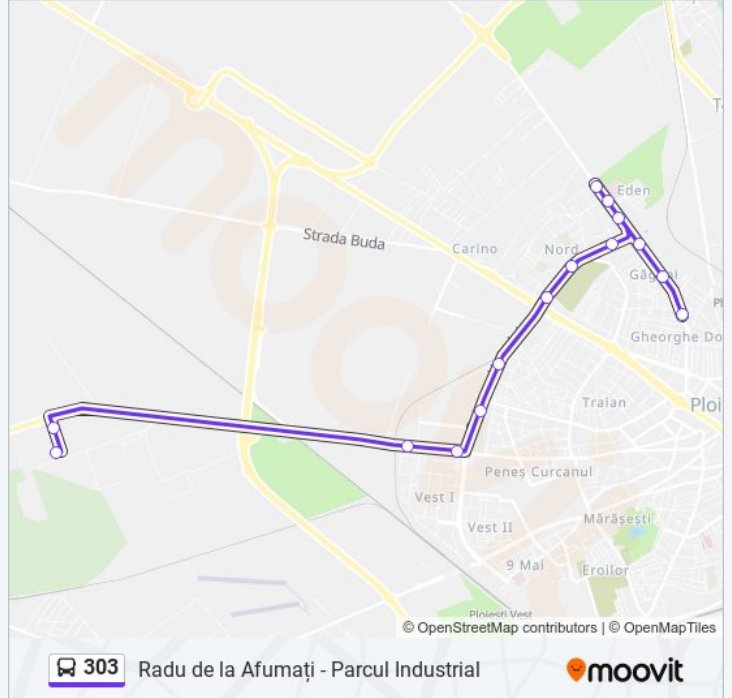 Eden
Strada Buda
Carino
Nord
Găg
Gheorghe Do
Traian
Ploi
Peneș Curcanul
Vest I
Mărășești
Vest II
9 Mai
Eroilor
Ploiești Vest
© OpenStreetMap contributors | © OpenMapTiles
303 Radu de la Afumați - Parcul Industrial
moovit